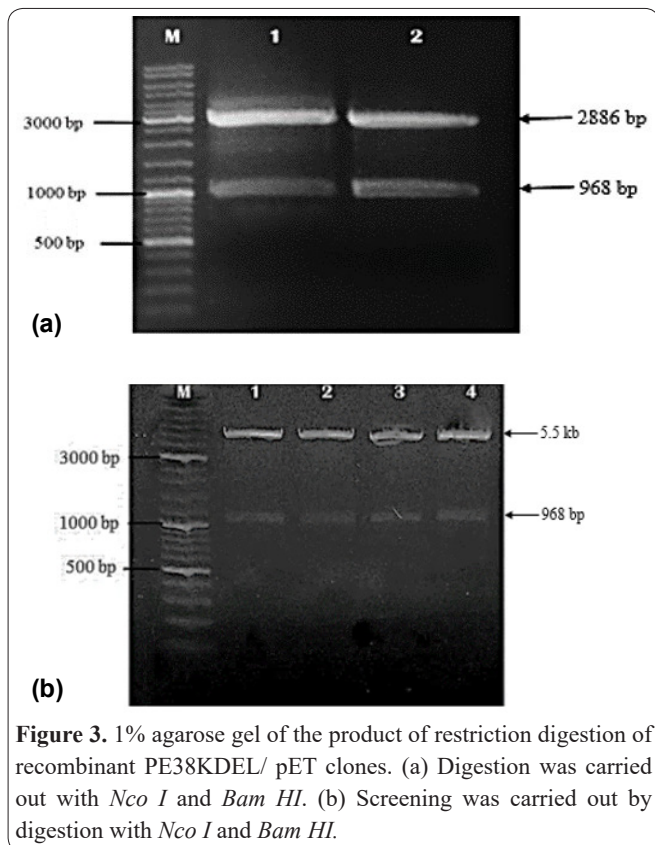 M 1 2
3000 bp 2886 bp
1000 bp 968 bp
500 bp
(a)
M 1 2 3 4
5.5 kb
3000 bp
1000 bp 968 bp
500 bp
(b)
Figure 3. 1% agarose gel of the product of restriction digestion of
recombinant PE38KDEL/ pET clones. (a) Digestion was carried
out with Nco I and Bam HI. (b) Screening was carried out by
digestion with Nco I and Bam HI.